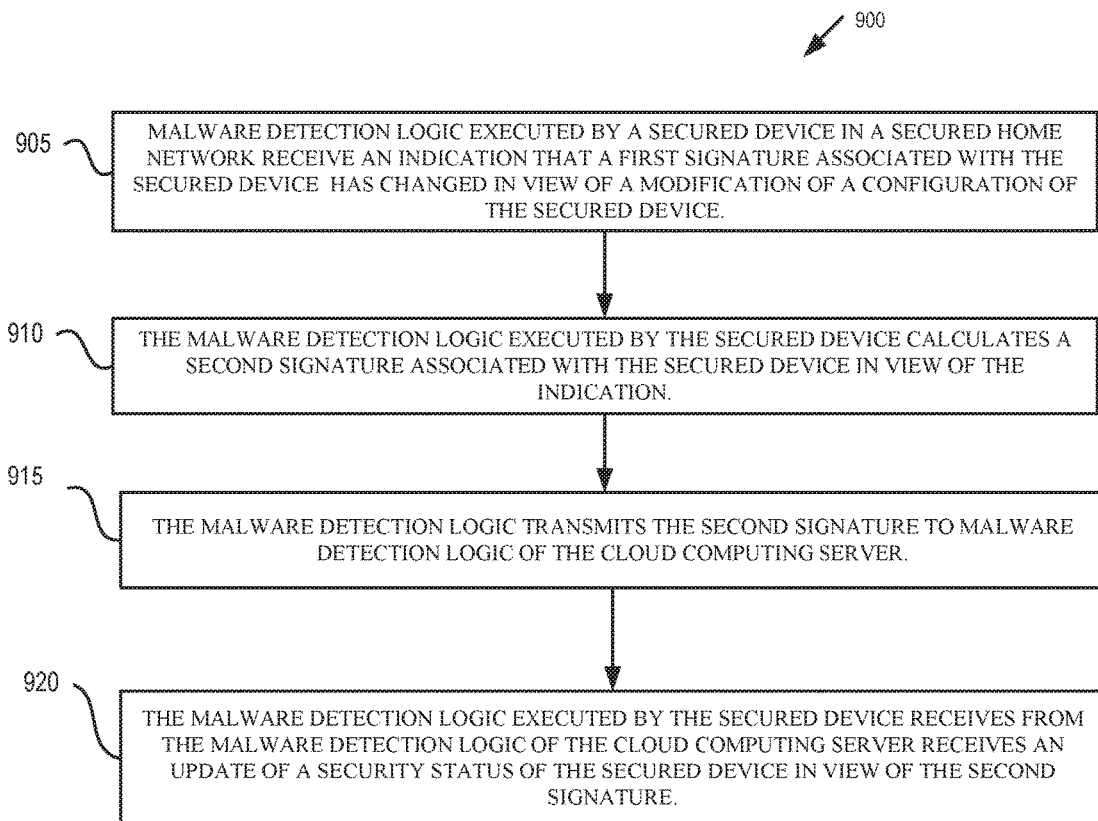 900
905
MALWARE DETECTION LOGIC EXECUTED BY A SECURED DEVICE IN A SECURED HOME
NETWORK RECEIVE AN INDICATION THAT A FIRST SIGNATURE ASSOCIATED WITH THE
SECURED DEVICE HAS CHANGED IN VIEW OF A MODIFICATION OF A CONFIGURATION OF
THE SECURED DEVICE.
910
THE MALWARE DETECTION LOGIC EXECUTED BY THE SECURED DEVICE CALCULATES A
SECOND SIGNATURE ASSOCIATED WITH THE SECURED DEVICE IN VIEW OF THE
INDICATION.
915
THE MALWARE DETECTION LOGIC TRANSMITS THE SECOND SIGNATURE TO MALWARE
DETECTION LOGIC OF THE CLOUD COMPUTING SERVER.
920
THE MALWARE DETECTION LOGIC EXECUTED BY THE SECURED DEVICE RECEIVES FROM
THE MALWARE DETECTION LOGIC OF THE CLOUD COMPUTING SERVER RECEIVES AN
UPDATE OF A SECURITY STATUS OF THE SECURED DEVICE IN VIEW OF THE SECOND
SIGNATURE.